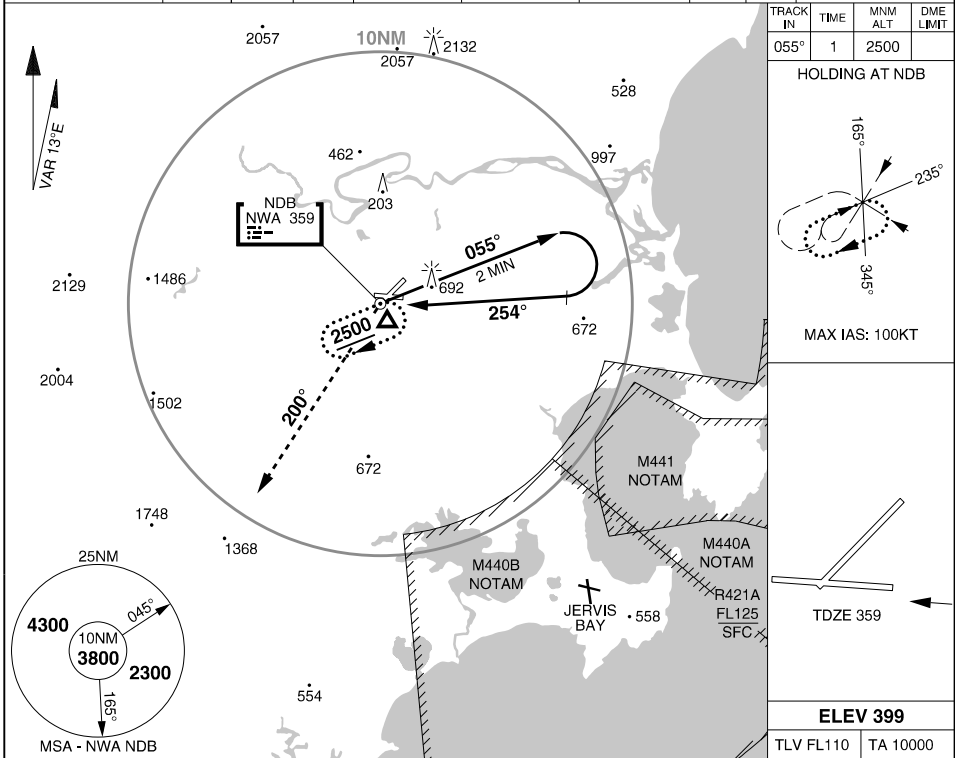 TRACK IN TIME MNM ALT DME LIMIT
055° 1 2500
HOLDING AT NDB
165°
235°
345°
MAX IAS: 100KT
VAR 13°E
2057
10NM
2057
2132
528
462
997
203
NDB
NWA 359
055°
2 MIN
692
254°
2129
1486
2500
672
2004
1502
200°
672
M441
NOTAM
1748
1368
M440B
NOTAM
M440A
NOTAM
JERVIS
BAY
558
R421A
FL125
SFC
TDZE 359
25NM
4300
045°
10NM
3800
2300
165°
MSA - NWA NDB
554
ELEV 399
TLV FL110 TA 10000